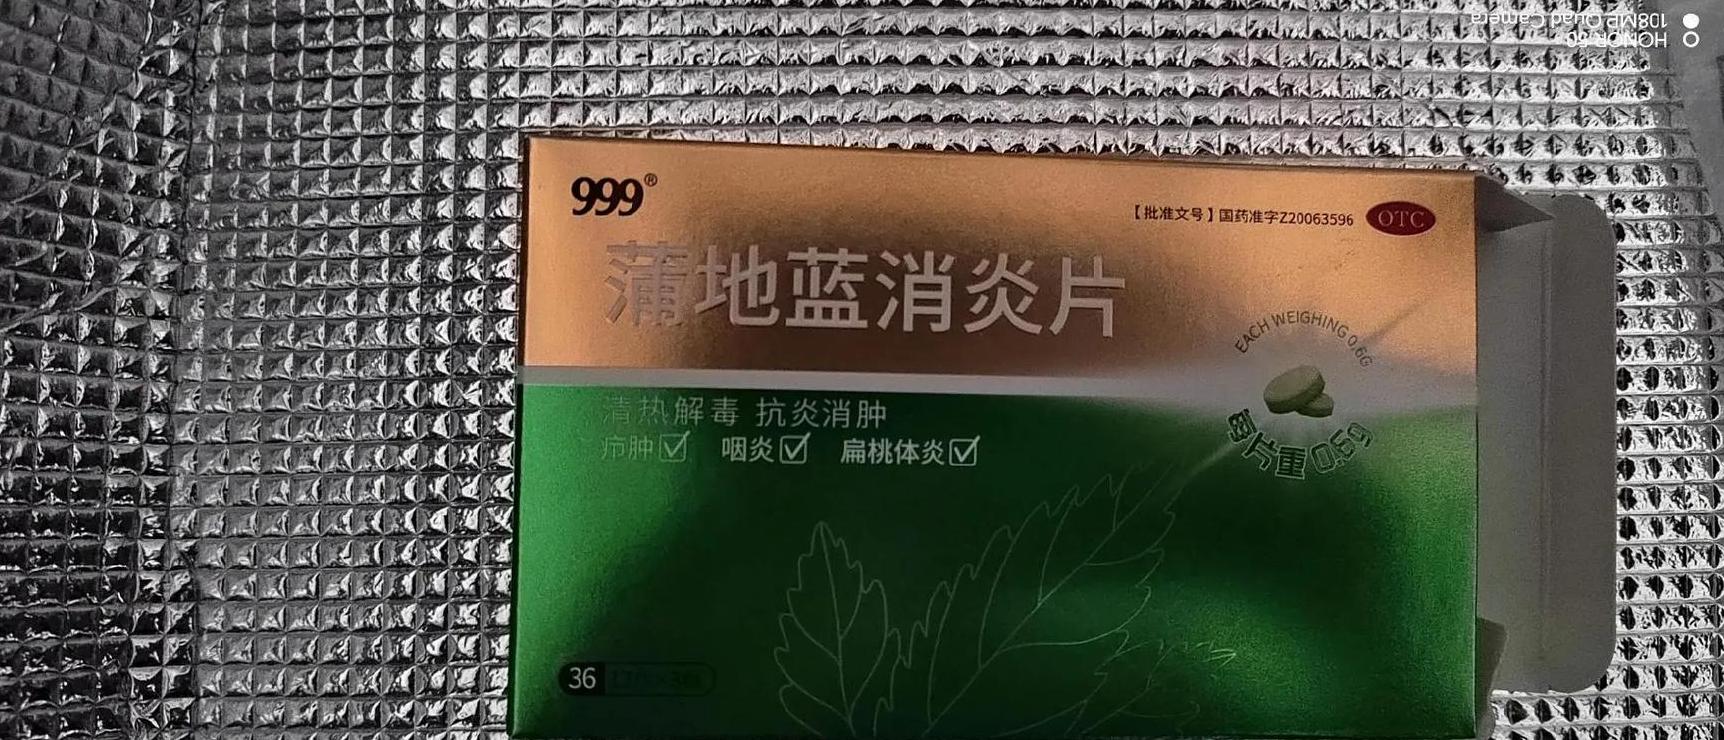 HONOR 50
108MP Quad Camera
999®
【批准文号】国药准字Z20063596
OTC
蒲地蓝消炎片
EACH WEIGHING 0.6G
每片重0.6g
清热解毒 抗炎消肿
疖肿 咽炎 扁桃体炎
36